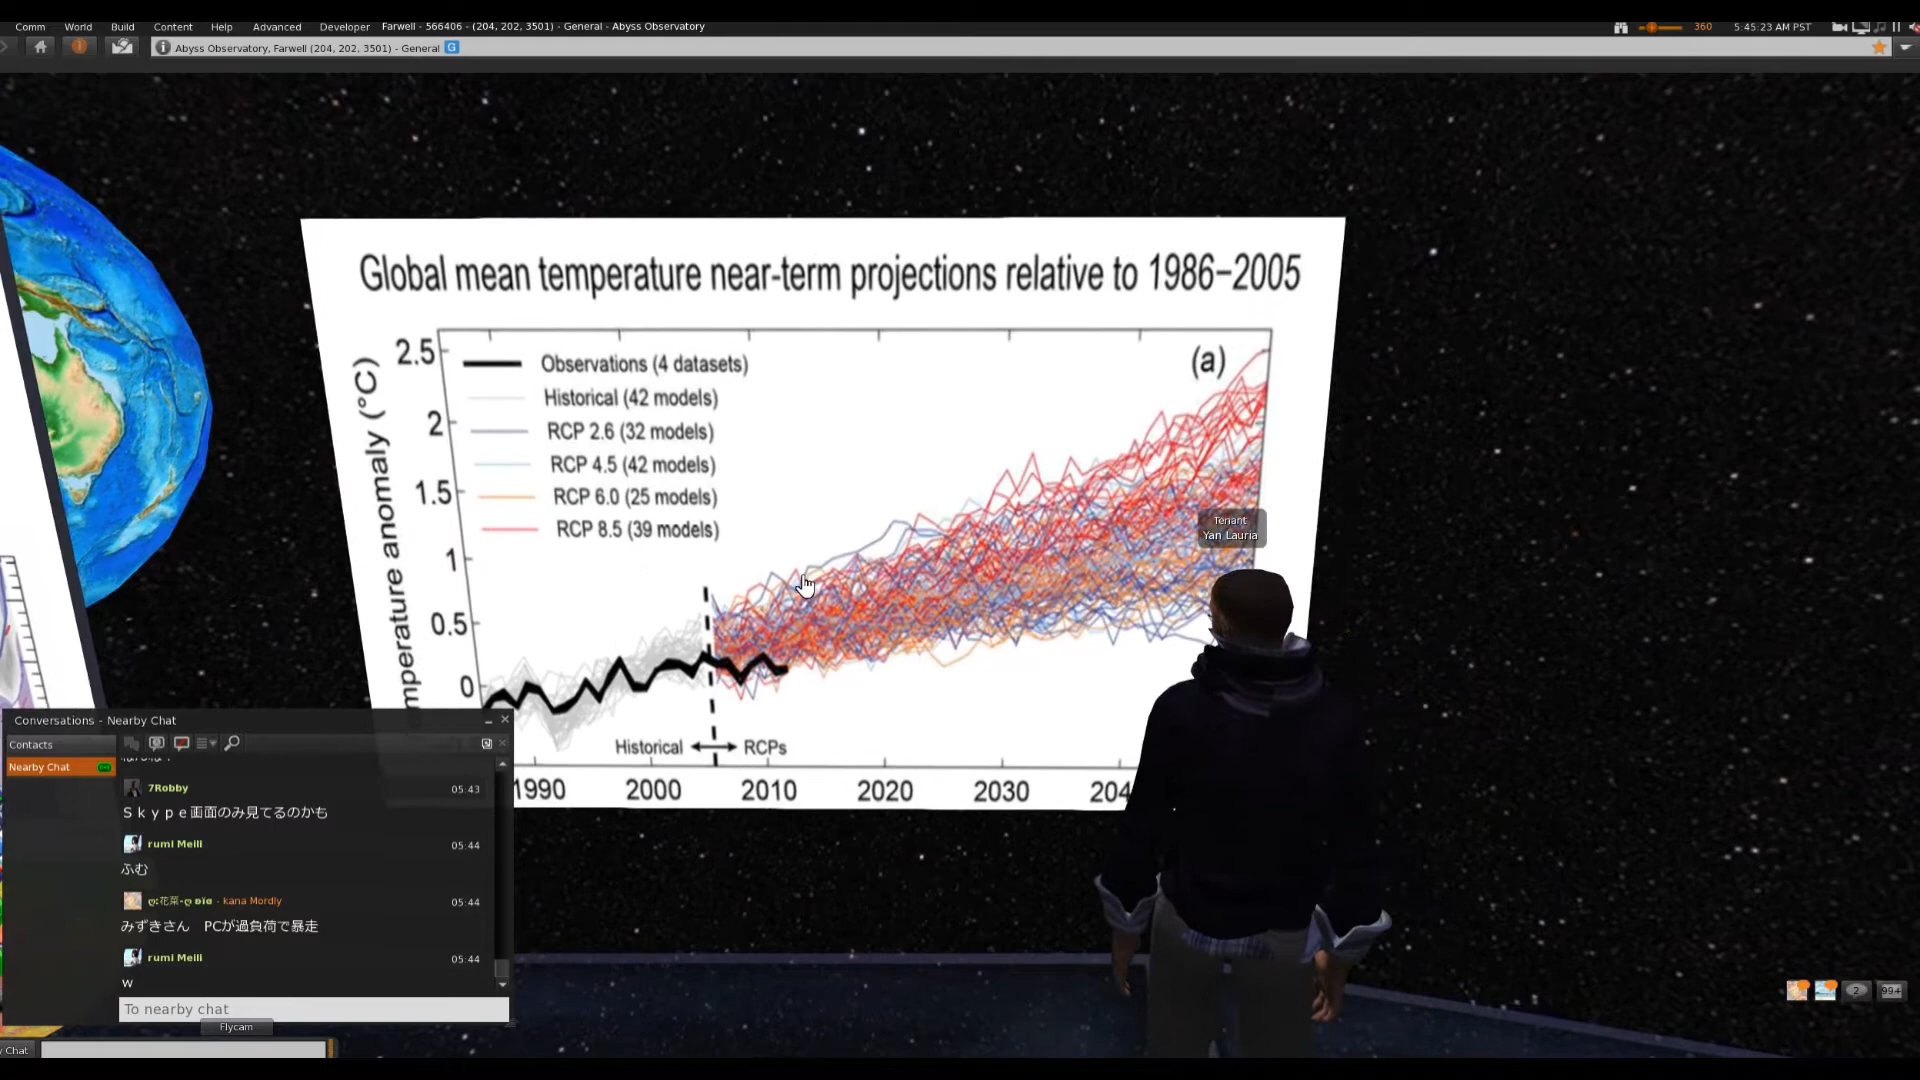 Comm World Build Content Help Advanced Developer Farwell - 566406 - (204, 202, 3501) - General - Abyss Observatory 360 5:45:23 AM PST
Abyss Observatory, Farwell (204, 202, 3501) - General G
Global mean temperature near-term projections relative to 1986–2005
(a)
2.5
2
1.5
1
0.5
0
Observations (4 datasets)
Historical (42 models)
RCP 2.6 (32 models)
RCP 4.5 (42 models)
RCP 6.0 (25 models)
RCP 8.5 (39 models)
anomaly (°C)
Historical RCPs
1990 2000 2010 2020 2030
Tenant
Yan Lauria
Conversations - Nearby Chat
Contacts
Nearby Chat
7Robby 05:43
Ｓｋｙｐｅ画面のみ見てるのかも
rumi Meili 05:44
ふむ
- kana Mordly 05:44
みずきさん　PCが過負荷で暴走
rumi Meili 05:44
w
To nearby chat
Flycam
Chat
2
99+